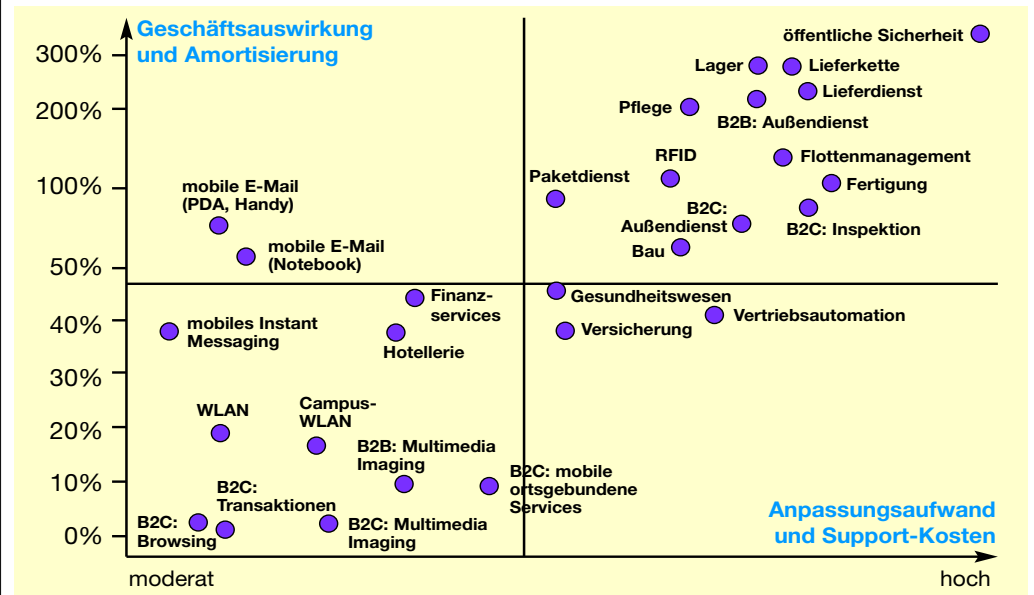 Geschäftsauswirkung
und Amortisierung
300%
200%
100%
50%
40%
30%
20%
10%
0%
öffentliche Sicherheit
Lager
Lieferkette
Lieferdienst
Pflege
B2B: Außendienst
RFID
Flottenmanagement
Paketdienst
Fertigung
mobile E-Mail
(PDA, Handy)
B2C:
Außendienst
B2C: Inspektion
mobile E-Mail
(Notebook)
Bau
Finanz-
services
Gesundheitswesen
mobiles Instant
Messaging
Hotellerie
Versicherung
Vertriebsautomation
WLAN
Campus-
WLAN
B2B: Multimedia
Imaging
B2C: mobile
ortsgebundene
Services
B2C:
Transaktionen
B2C:
Browsing
B2C: Multimedia
Imaging
Anpassungsaufwand
und Support-Kosten
moderat
hoch